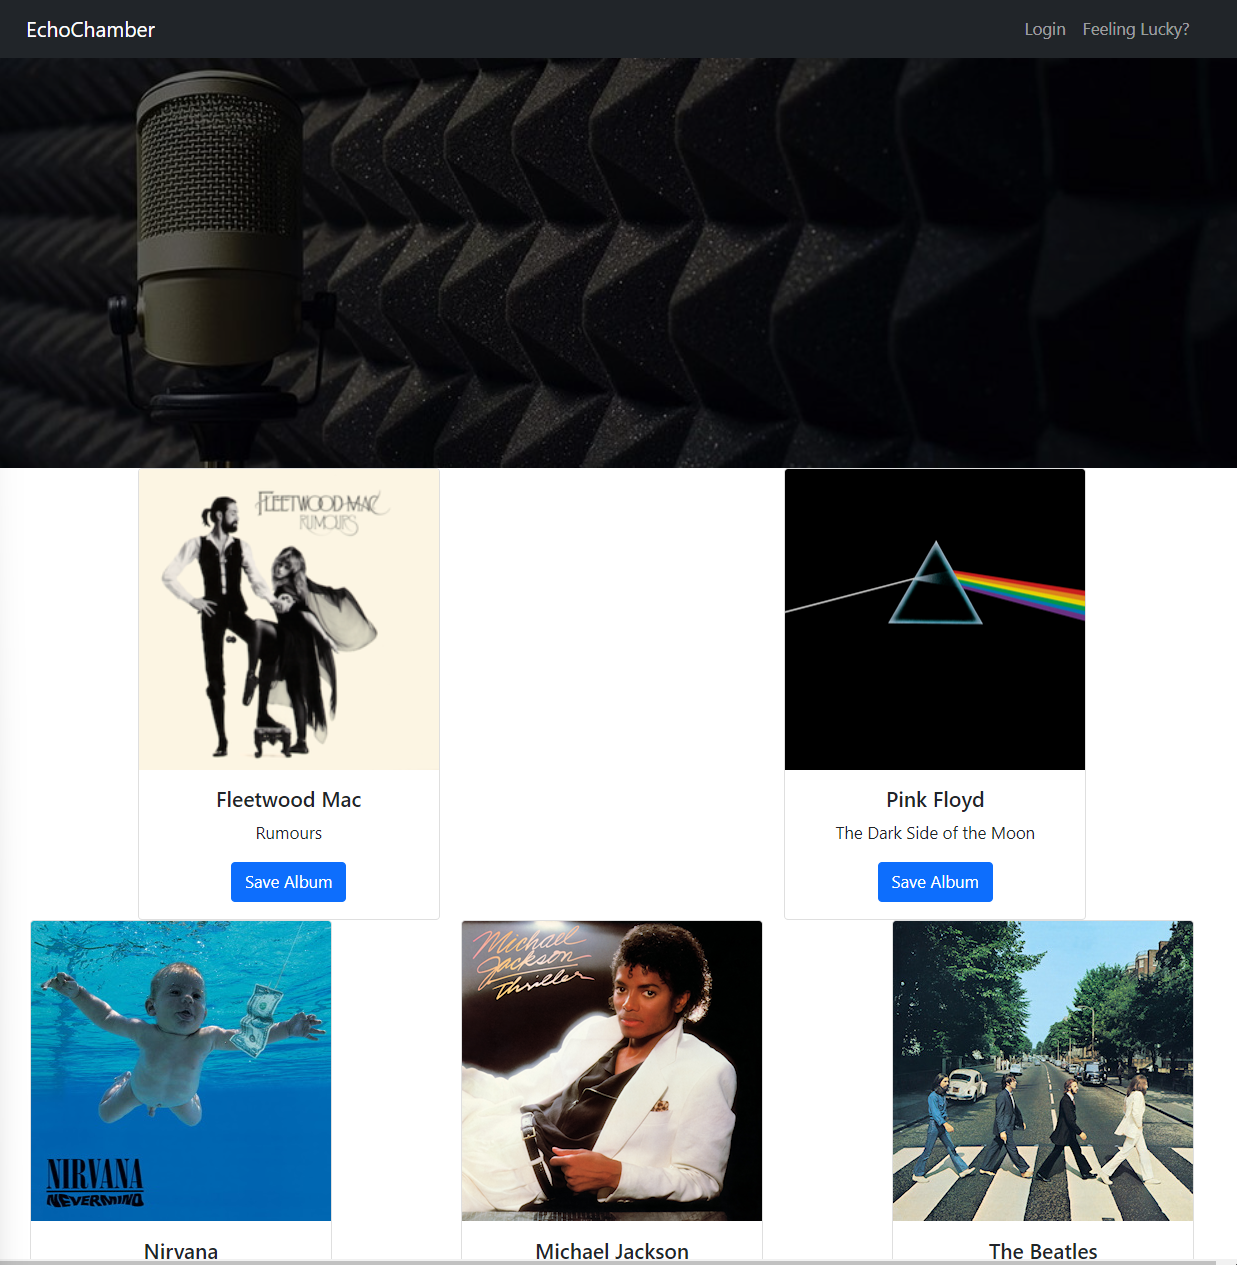 EchoChamber
Login Feeling Lucky?
FLEETWOOD MAC
RUMOURS
Fleetwood Mac
Rumours
Save Album
Pink Floyd
The Dark Side of the Moon
Save Album
NIRVANA
NEVERMIND
Nirvana
Michael
Jackson
Thriller
Michael Jackson
The Beatles